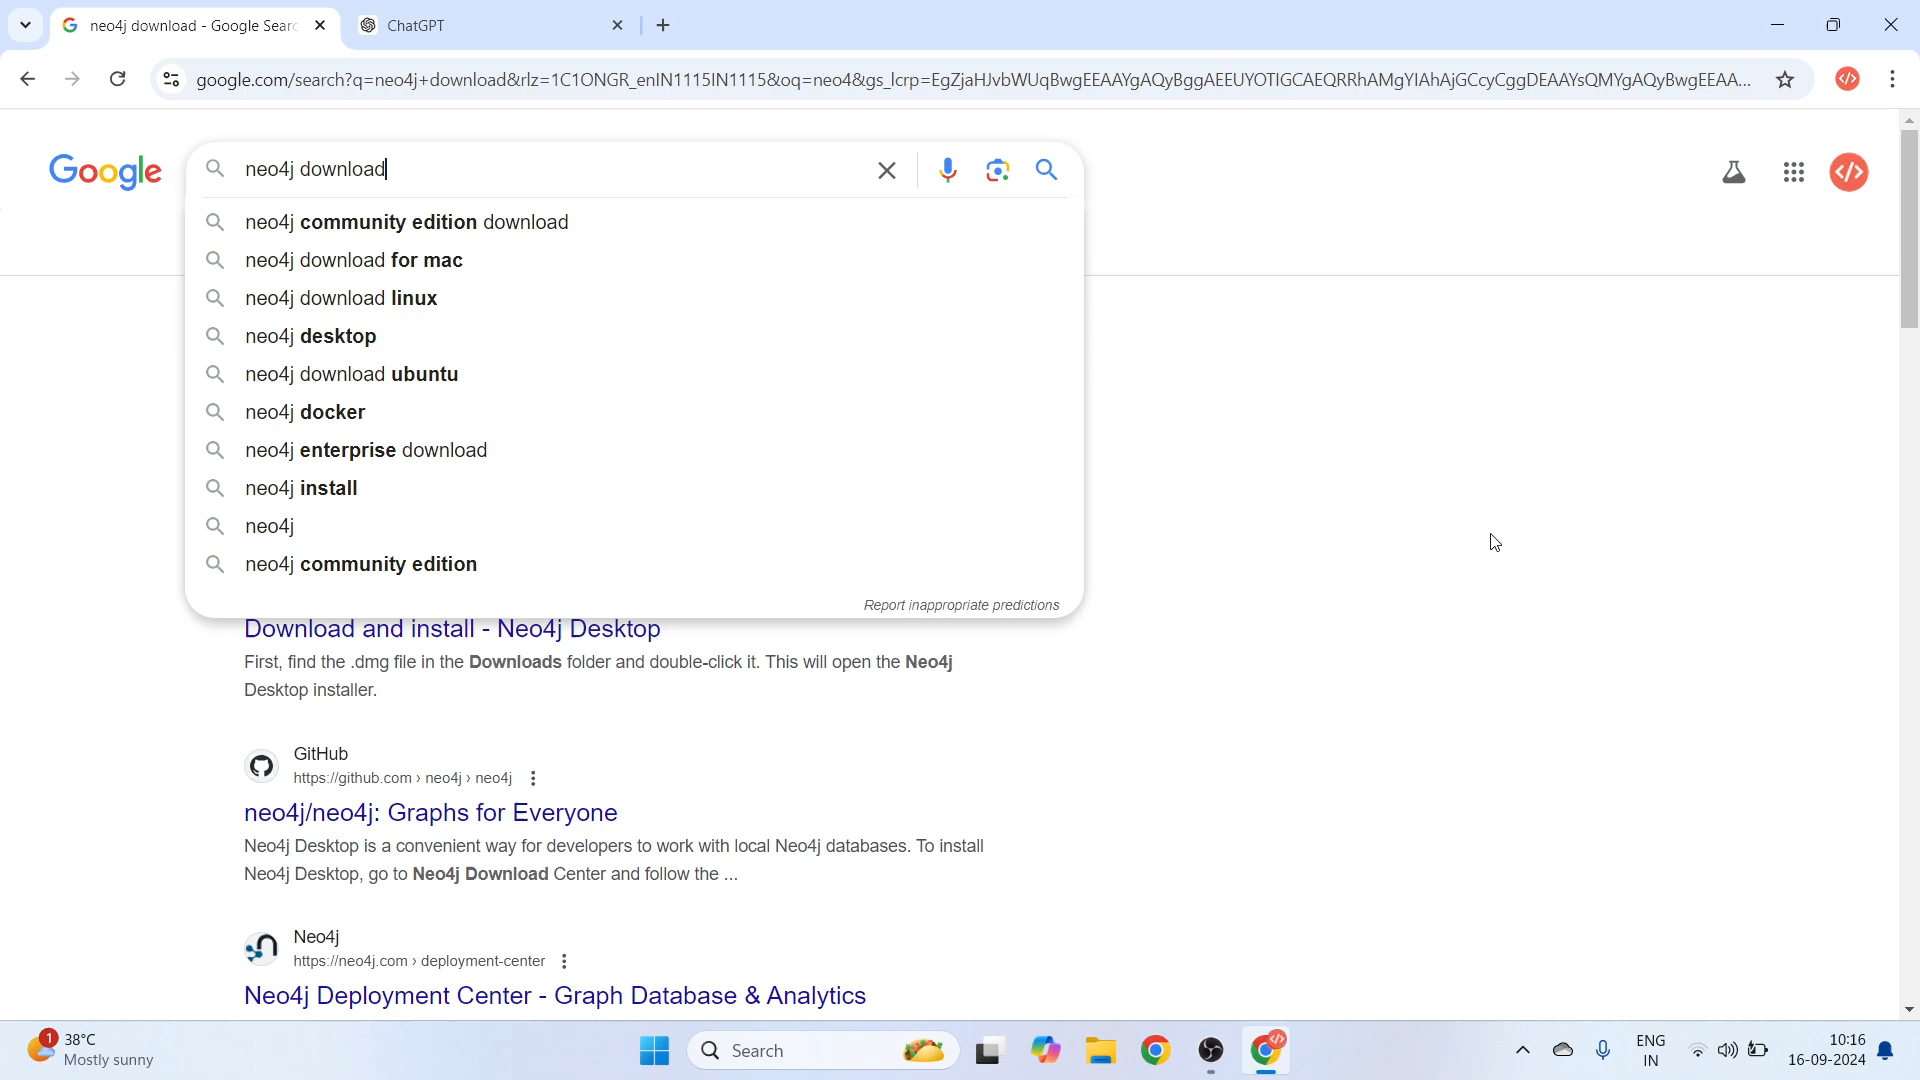 neo4j download - Google Searc
ChatGPT
google.com/search?q=neo4j+download&rlz=1C1ONGR_enIN1115IN1115&oq=neo4&gs_lcrp=EgZjaHJvbWUqBwgEEAAYgAQyBggAEEUYOTIGCAEQRRhAMgYIAhAjGCcyCggDEAAYsQMYgAQyBwgEEAA...
Google
neo4j download
neo4j community edition download
neo4j download for mac
neo4j download linux
neo4j desktop
neo4j download ubuntu
neo4j docker
neo4j enterprise download
neo4j install
neo4j
neo4j community edition
Report inappropriate predictions
Download and install - Neo4j Desktop
First, find the .dmg file in the Downloads folder and double-click it. This will open the Neo4j
Desktop installer.
GitHub
https://github.com › neo4j › neo4j
neo4j/neo4j: Graphs for Everyone
Neo4j Desktop is a convenient way for developers to work with local Neo4j databases. To install
Neo4j Desktop, go to Neo4j Download Center and follow the ...
Neo4j
https://neo4j.com › deployment-center
Neo4j Deployment Center - Graph Database & Analytics
1
38°C
Mostly sunny
Search
ENG
IN
10:16
16-09-2024